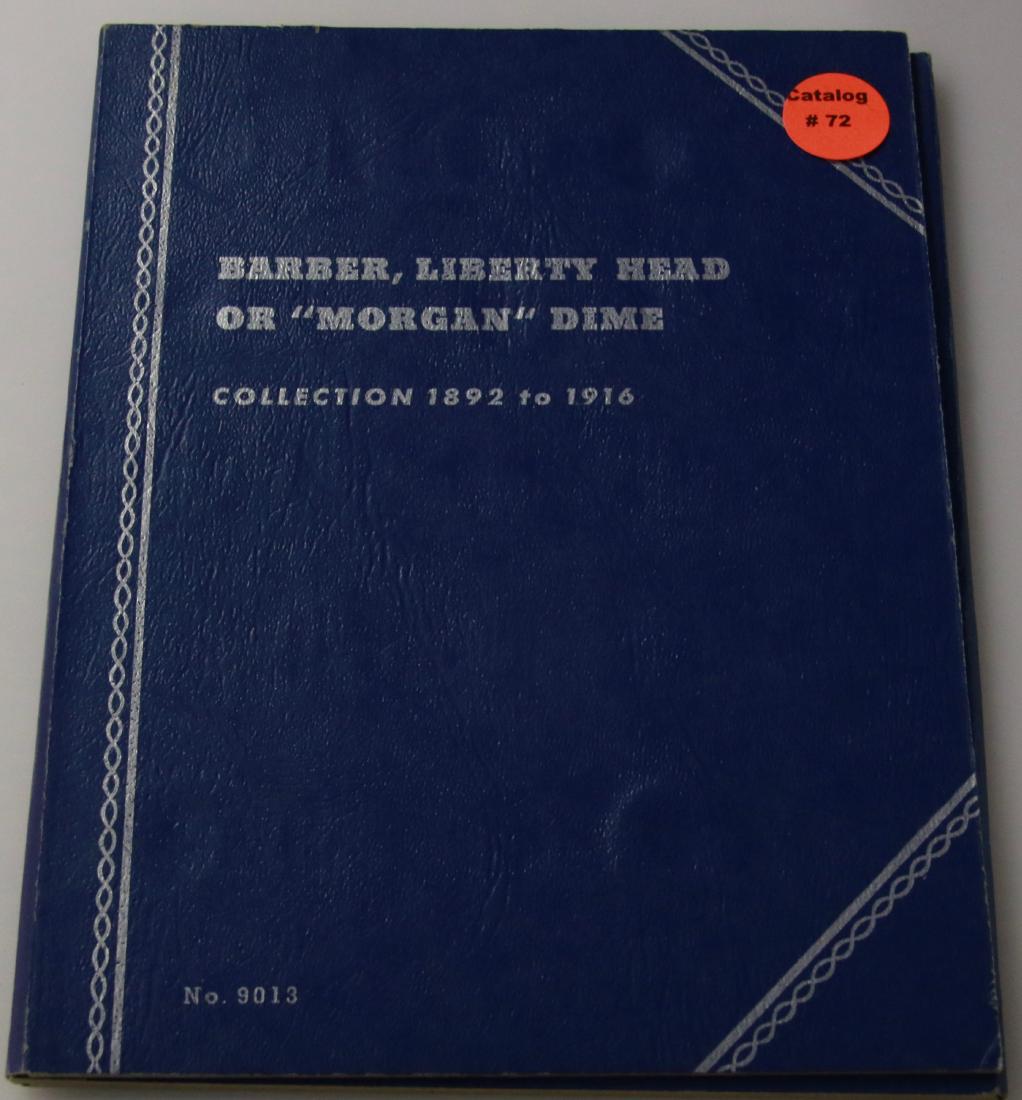 Catalog
# 72
BARBER, LIBERTY HEAD
OR "MORGAN" DIME
COLLECTION 1892 to 1916
No. 9013